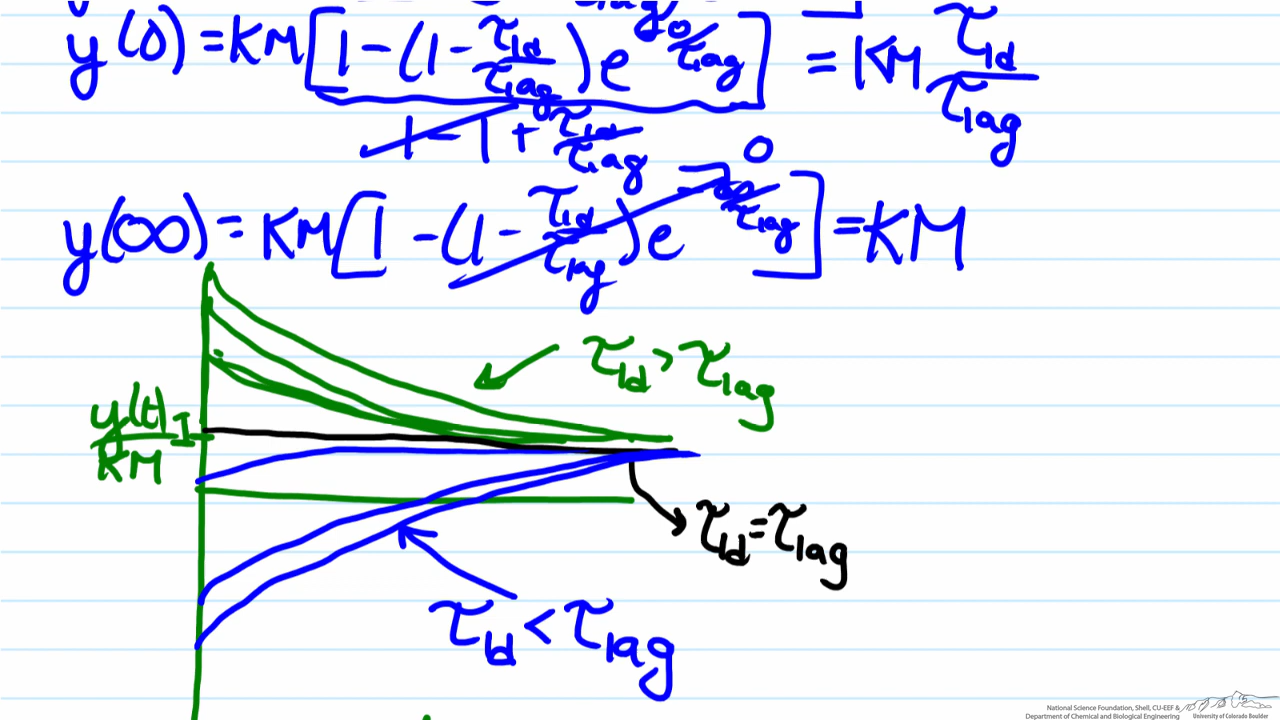 y(0) = KM[1-(1-τld/τlag)e^-0/τlag] = KM τld/τlag
1-1+τld/τlag
0
y(∞) = KM[1-(1-τld/τlag)e^-∞/τlag] = KM
τld > τlag
y(t)/KM 1
τld = τlag
τld < τlag
National Science Foundation, Shell, CU-EEF &
Department of Chemical and Biological Engineering
University of Colorado Boulder